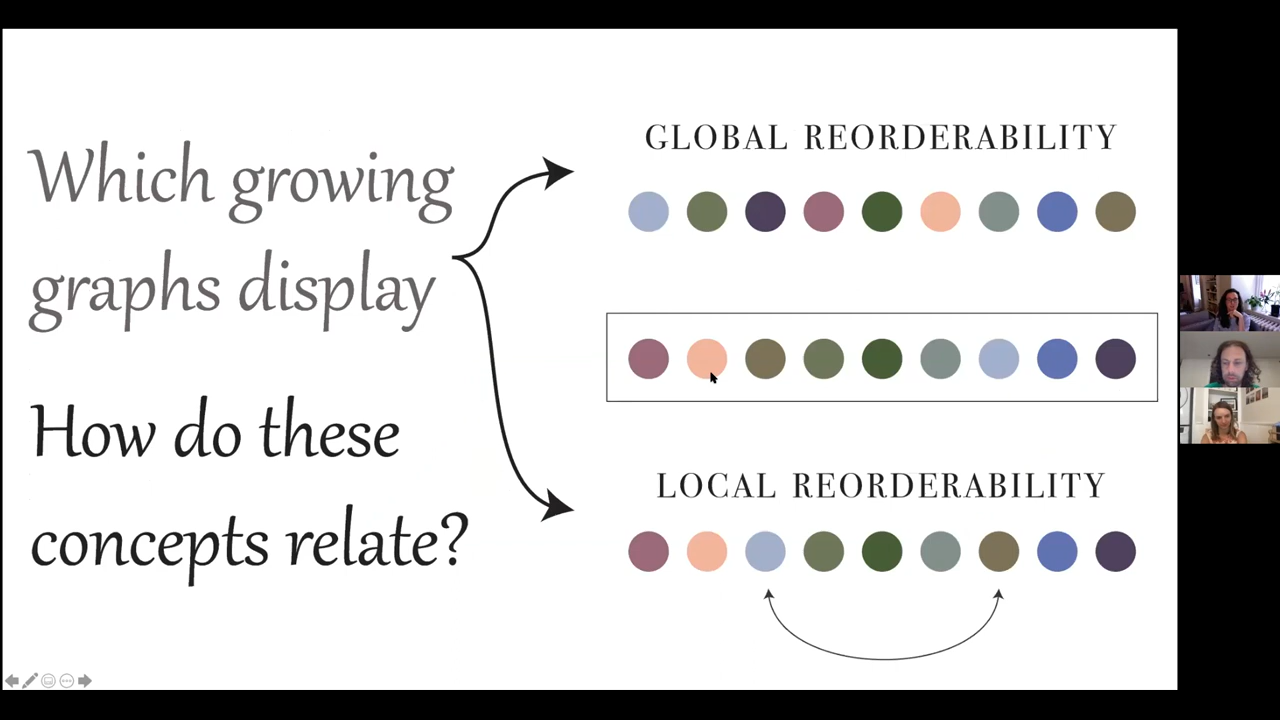 Which growing
graphs display
How do these
concepts relate?
GLOBAL REORDERABILITY
LOCAL REORDERABILITY